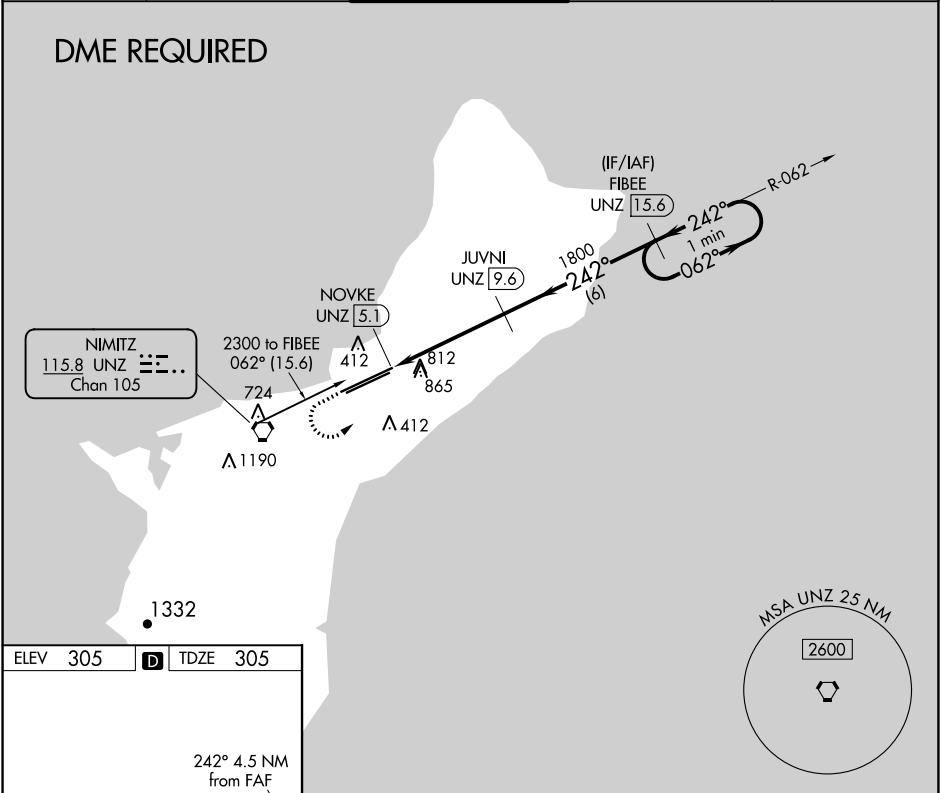 DME REQUIRED
(IF/IAF)
FIBEE
UNZ 15.6
R-062
242°
1 min
062°
1800
242°
(6)
JUVNI
UNZ 9.6
NOVKE
UNZ 5.1
NIMITZ
115.8 UNZ
Chan 105
2300 to FIBEE
062° (15.6)
412
812
865
724
412
1190
1332
MSA UNZ 25 NM
2600
ELEV 305 D TDZE 305
242° 4.5 NM
from FAF